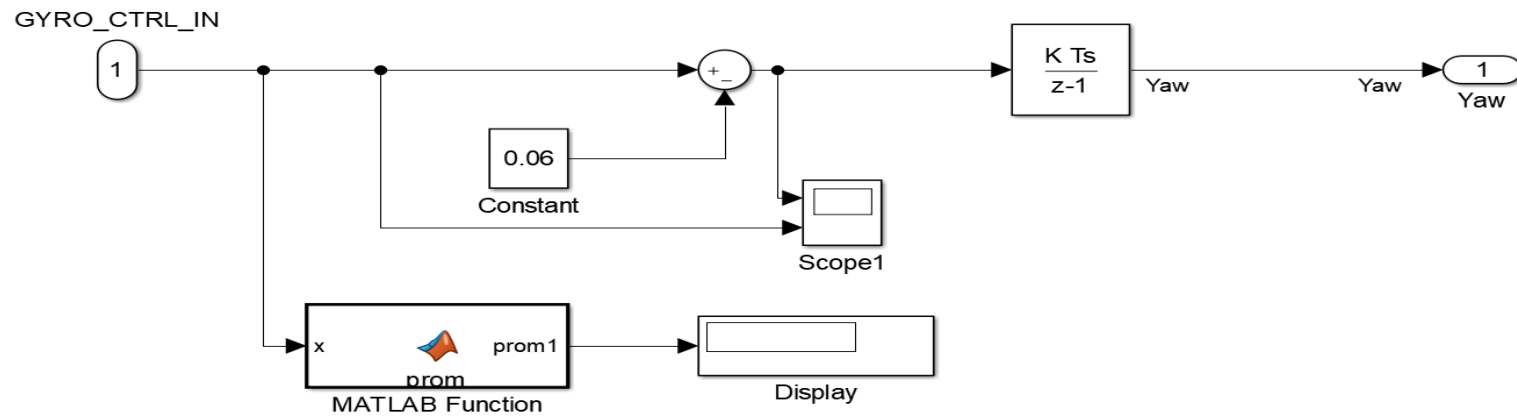 GYRO_CTRL_IN
1
+
-
K Ts
z-1
Yaw
Yaw
1
Yaw
0.06
Constant
Scope1
x
prom1
prom
MATLAB Function
Display